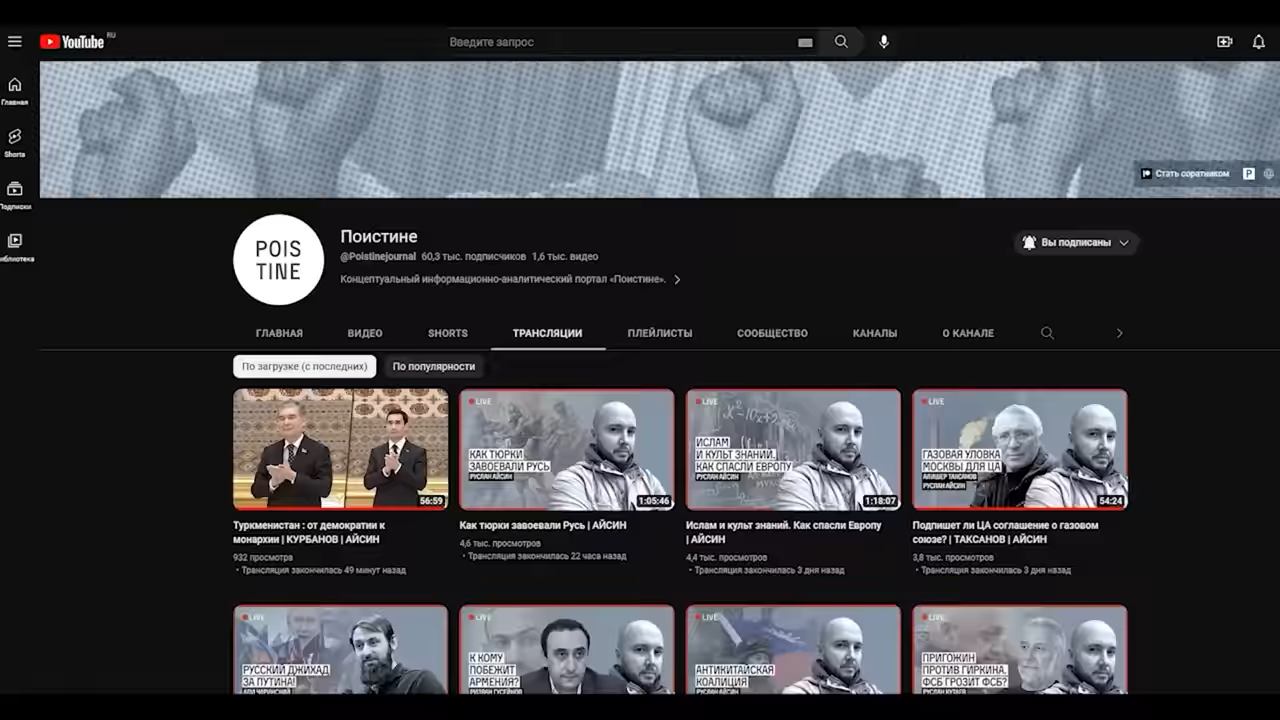 YouTube RU
Введите запрос
Главная
Shorts
Подписки
иблиотека
Стать соратником
P
POIS
TINE
Поистине
@Poistinejournal 60,3 тыс. подписчиков 1,6 тыс. видео
Концептуальный информационно-аналитический портал «Поистине».
Вы подписаны
ГЛАВНАЯ ВИДЕО SHORTS ТРАНСЛЯЦИИ ПЛЕЙЛИСТЫ СООБЩЕСТВО КАНАЛЫ О КАНАЛЕ
По загрузке (с последних) По популярности
56:59
Туркменистан : от демократии к
монархии | КУРБАНОВ | АЙСИН
932 просмотра
• Трансляция закончилась 49 минут назад
LIVE
КАК ТЮРКИ
ЗАВОЕВАЛИ РУСЬ
РУСЛАН АЙСИН
1:05:46
Как тюрки завоевали Русь | АЙСИН
4,6 тыс. просмотров
• Трансляция закончилась 22 часа назад
LIVE
ИСЛАМ
И КУЛЬТ ЗНАНИЙ.
КАК СПАСЛИ ЕВРОПУ
РУСЛАН АЙСИН
1:18:07
Ислам и культ знаний. Как спасли Европу
| АЙСИН
4,4 тыс. просмотров
• Трансляция закончилась 3 дня назад
LIVE
ГАЗОВАЯ УЛОВКА
МОСКВЫ ДЛЯ ЦА
АЛИШЕР ТАКСАНОВ
РУСЛАН АЙСИН
54:24
Подпишет ли ЦА соглашение о газовом
союзе? | ТАКСАНОВ | АЙСИН
3,8 тыс. просмотров
• Трансляция закончилась 3 дня назад
LIVE
РУССКИЙ ДЖИХАД
ЗА ПУТИНА!
LIVE
К КОМУ
ПОБЕЖИТ
АРМЕНИЯ?
LIVE
АНТИКИТАЙСКАЯ
КОАЛИЦИЯ
РУСЛАН АЙСИН
LIVE
ПРИГОЖИН
ПРОТИВ ГИРКИНА.
ФСБ ГРОЗИТ ФСБ?
РУСЛАН КУТАЕВ